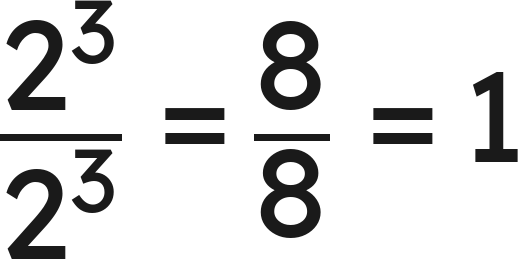 2³/2³ = 8/8 = 1